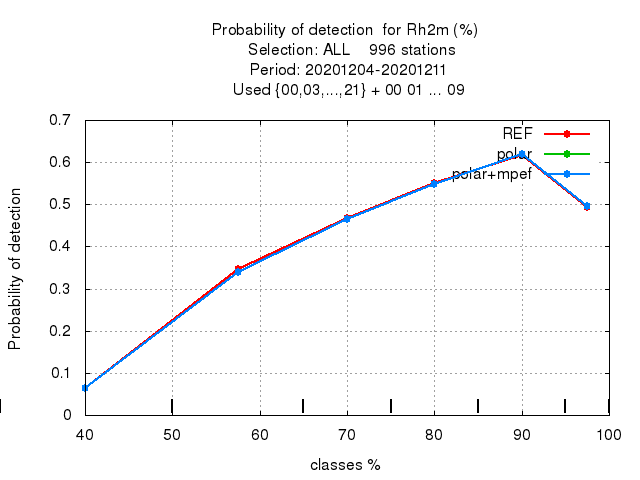 Probability of detection  for Rh2m (%)
Selection: ALL    996 stations
Period: 20201204-20201211
Used {00,03,...,21} + 00 01 ... 09
0.7
0.6
0.5
0.4
0.3
0.2
0.1
0
Probability of detection
REF
polar
polar+mpef
40 50 60 70 80 90 100
classes %